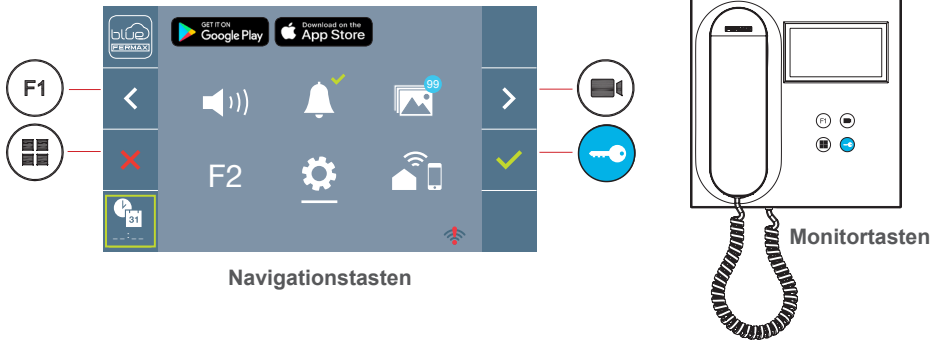 blue
FERMAX
GET IT ON
Google Play
Download on the
App Store
99
F1
F2
31
--:--
FERMAX
F1
Navigationstasten
Monitortasten